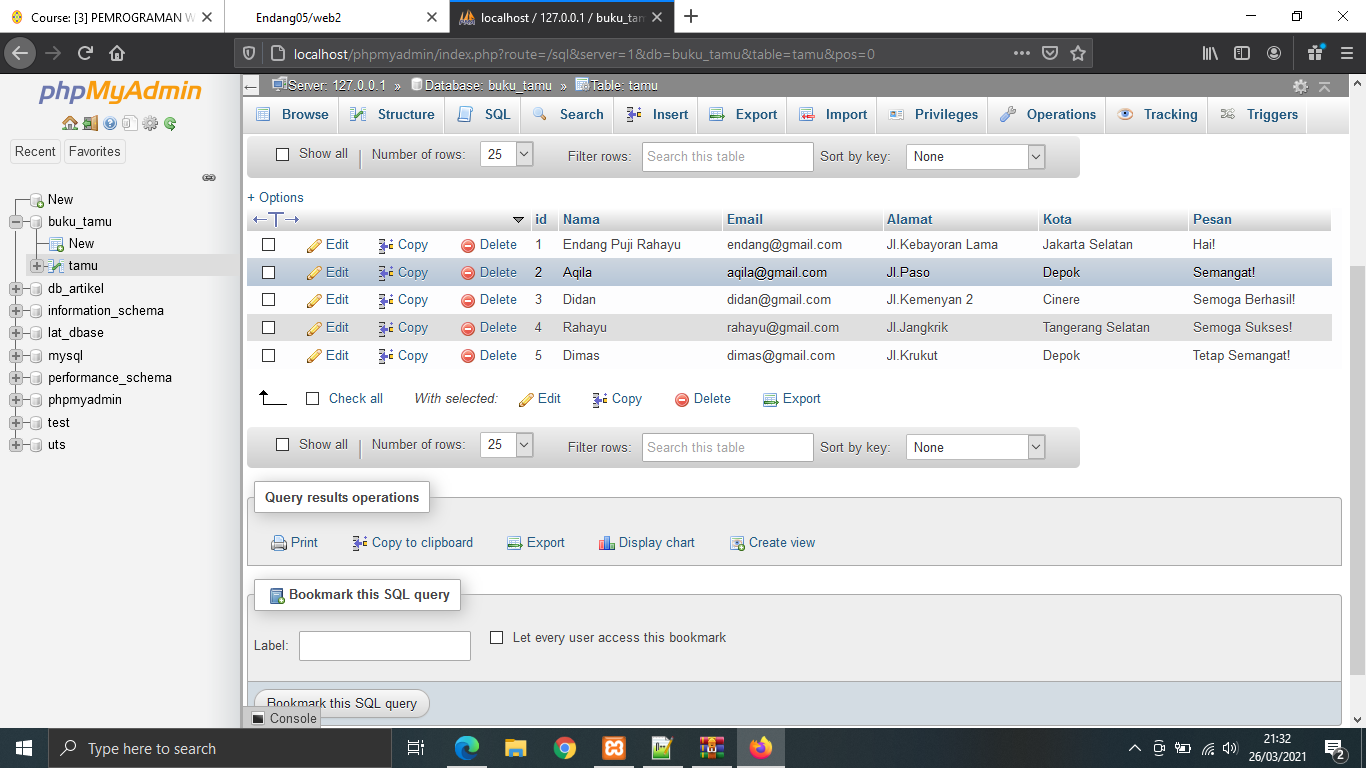 Course: [3] PEMROGRAMAN W
Endang05/web2
localhost / 127.0.0.1 / buku_tam
localhost/phpmyadmin/index.php?route=/sql&server=1&db=buku_tamu&table=tamu&pos=0
phpMyAdmin
Recent Favorites
New
buku_tamu
New
tamu
db_artikel
information_schema
lat_dbase
mysql
performance_schema
phpmyadmin
test
uts
Server: 127.0.0.1 » Database: buku_tamu » Table: tamu
Browse Structure SQL Search Insert Export Import Privileges Operations Tracking Triggers
Show all Number of rows: 25 Filter rows: Search this table Sort by key: None
+ Options
←T→ id Nama Email Alamat Kota Pesan
Edit Copy Delete 1 Endang Puji Rahayu endang@gmail.com Jl.Kebayoran Lama Jakarta Selatan Hai!
Edit Copy Delete 2 Aqila aqila@gmail.com Jl.Paso Depok Semangat!
Edit Copy Delete 3 Didan didan@gmail.com Jl.Kemenyan 2 Cinere Semoga Berhasil!
Edit Copy Delete 4 Rahayu rahayu@gmail.com Jl.Jangkrik Tangerang Selatan Semoga Sukses!
Edit Copy Delete 5 Dimas dimas@gmail.com Jl.Krukut Depok Tetap Semangat!
Check all With selected: Edit Copy Delete Export
Show all Number of rows: 25 Filter rows: Search this table Sort by key: None
Query results operations
Print Copy to clipboard Export Display chart Create view
Bookmark this SQL query
Label: Let every user access this bookmark
Bookmark this SQL query
Console
Type here to search
21:32
26/03/2021
2